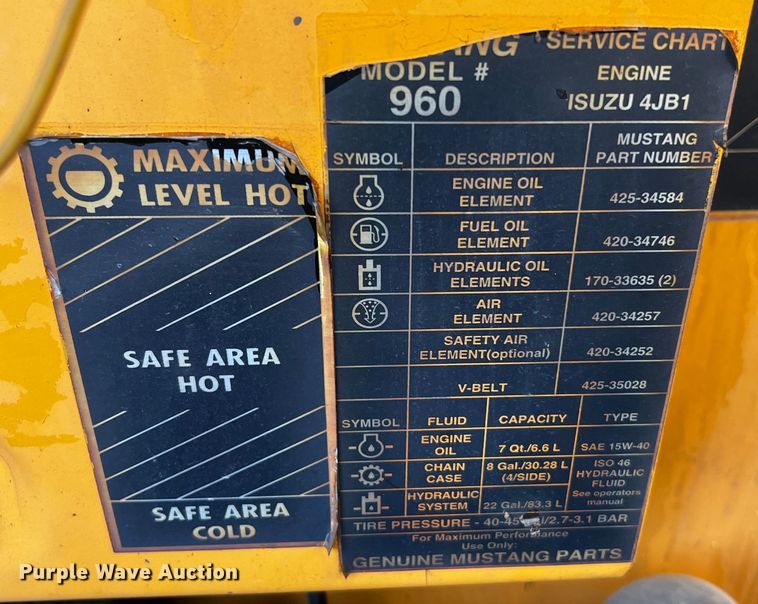 MAXIMUM
LEVEL HOT
SAFE AREA
HOT
SAFE AREA
COLD
SERVICE CHART
MODEL # ENGINE
960 ISUZU 4JB1
SYMBOL DESCRIPTION MUSTANG PART NUMBER
ENGINE OIL ELEMENT 425-34584
FUEL OIL ELEMENT 420-34746
HYDRAULIC OIL ELEMENTS 170-33635 (2)
AIR ELEMENT 420-34257
SAFETY AIR ELEMENT(optional) 420-34252
V-BELT 425-35028
SYMBOL FLUID CAPACITY TYPE
ENGINE OIL 7 Qt./6.6 L SAE 15W-40
CHAIN CASE 8 Gal./30.28 L (4/SIDE) ISO 46 HYDRAULIC FLUID
HYDRAULIC SYSTEM 22 Gal./83.3 L See operators manual
TIRE PRESSURE - 40-45 /2.7-3.1 BAR
For Maximum Performance
Use Only:
GENUINE MUSTANG PARTS
Purple Wave Auction